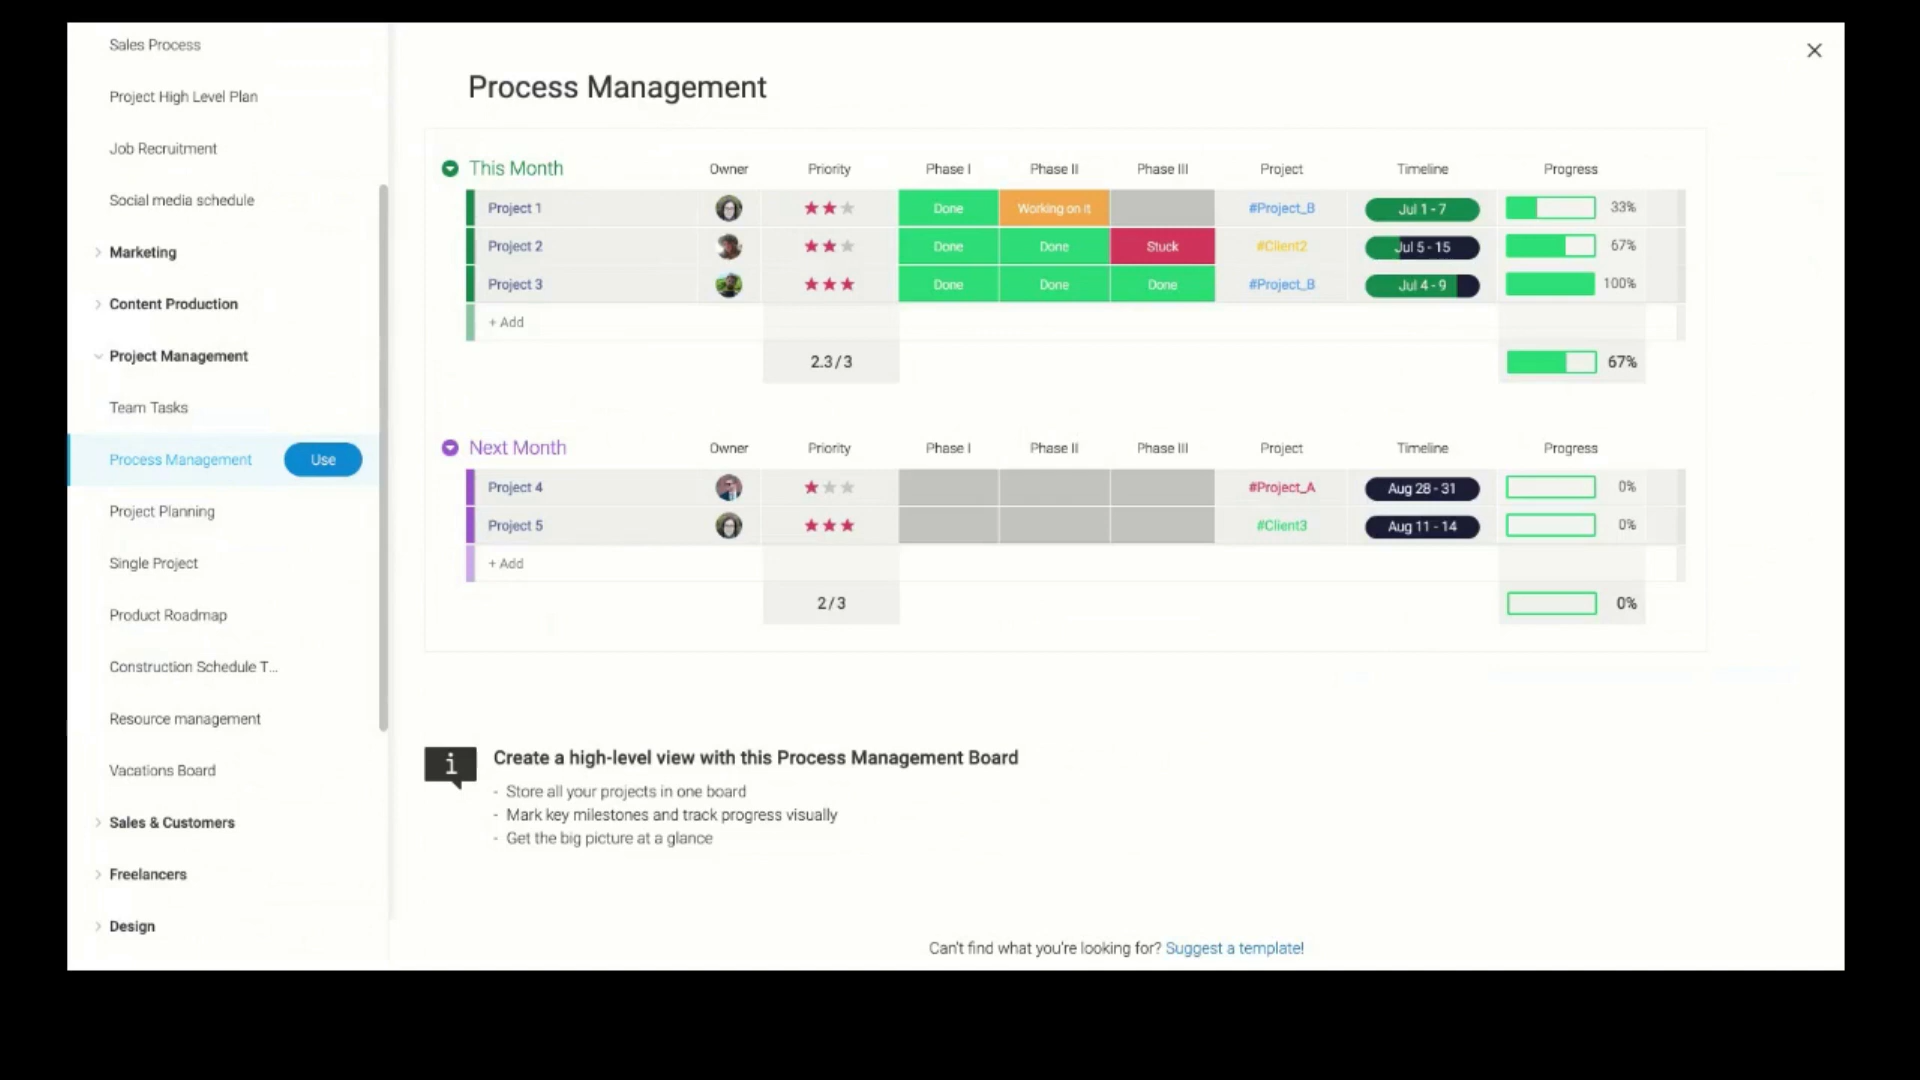 Sales Process
Project High Level Plan
Job Recruitment
Social media schedule
Marketing
Content Production
Project Management
Team Tasks
Process Management Use
Project Planning
Single Project
Product Roadmap
Construction Schedule T...
Resource management
Vacations Board
Sales & Customers
Freelancers
Design
Process Management
This Month Owner Priority Phase I Phase II Phase III Project Timeline Progress
Project 1 Done Working on it #Project_B Jul 1 - 7 33%
Project 2 Done Done Stuck #Client2 Jul 5 - 15 67%
Project 3 Done Done Done #Project_B Jul 4 - 9 100%
+ Add
2.3 / 3 67%
Next Month Owner Priority Phase I Phase II Phase III Project Timeline Progress
Project 4 #Project_A Aug 28 - 31 0%
Project 5 #Client3 Aug 11 - 14 0%
+ Add
2 / 3 0%
i Create a high-level view with this Process Management Board
- Store all your projects in one board
- Mark key milestones and track progress visually
- Get the big picture at a glance
Can't find what you're looking for? Suggest a template!